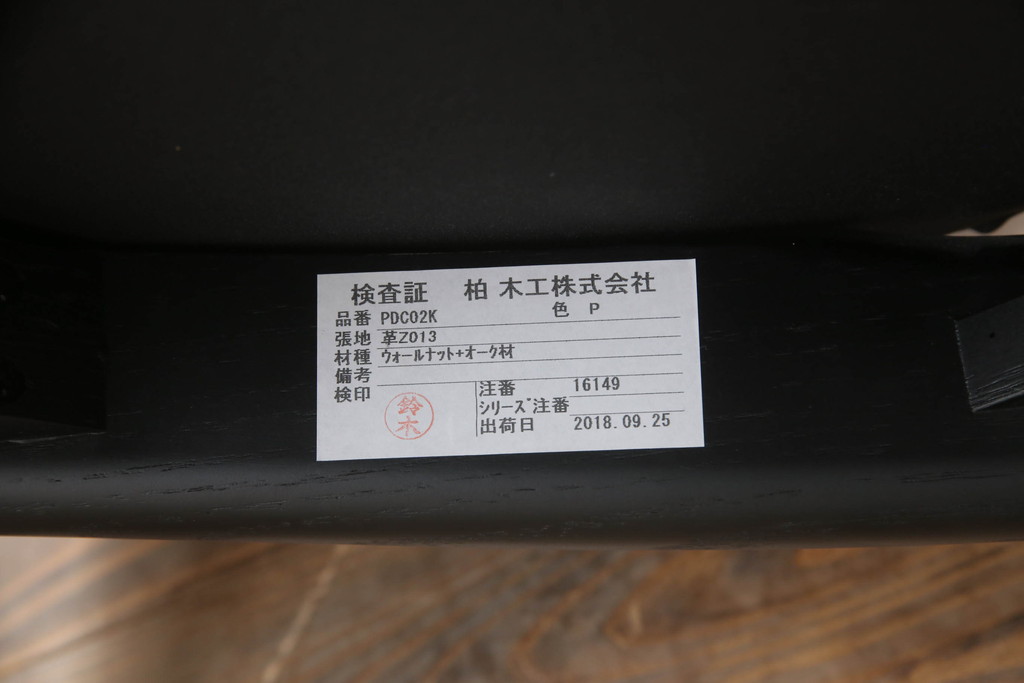 検査証 柏木工株式会社
品番 PDC02K 色 P
張地 革Z013
材種 ウォールナット+オーク材
備考
検印 鈴木
注番 16149
シリーズ注番
出荷日 2018.09.25